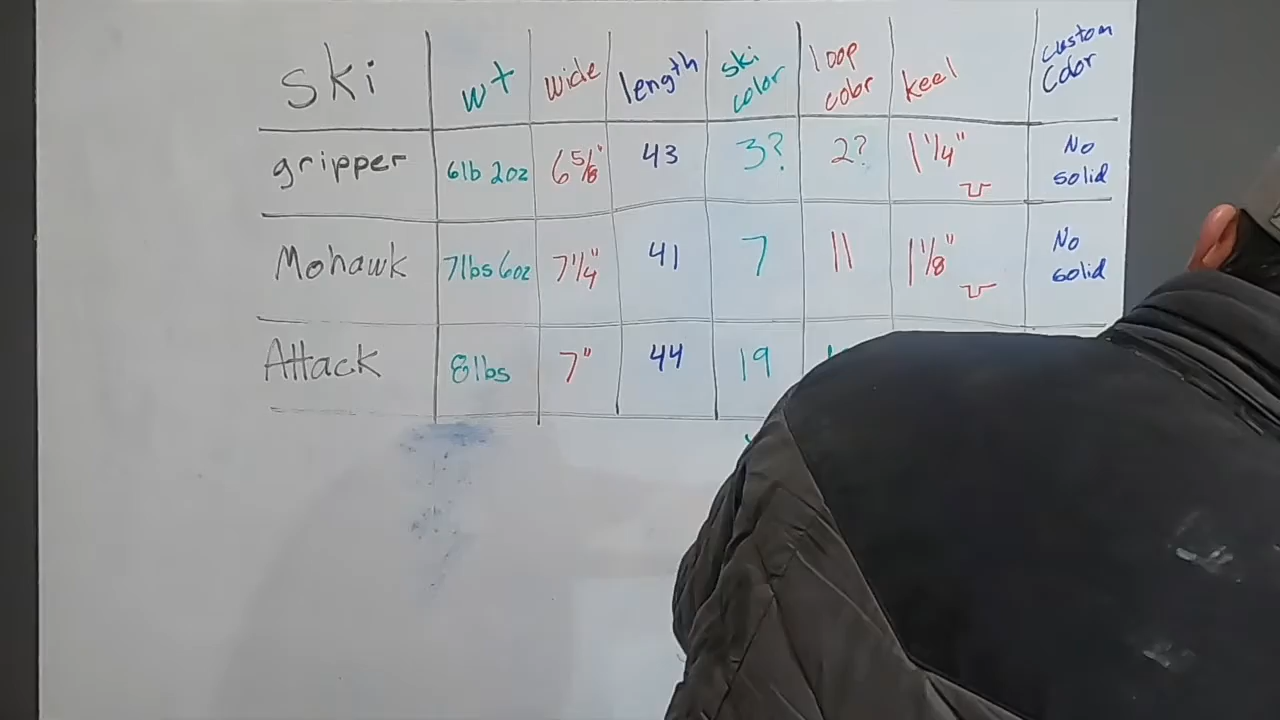 Ski wt wide length ski color loop color keel custom Color
gripper 6lb 2oz 6 5/8" 43 3? 2? 1 1/4" No solid
Mohawk 7lbs 6oz 7 1/4" 41 7 11 1 1/8" No solid
Attack 8lbs 7" 44 19